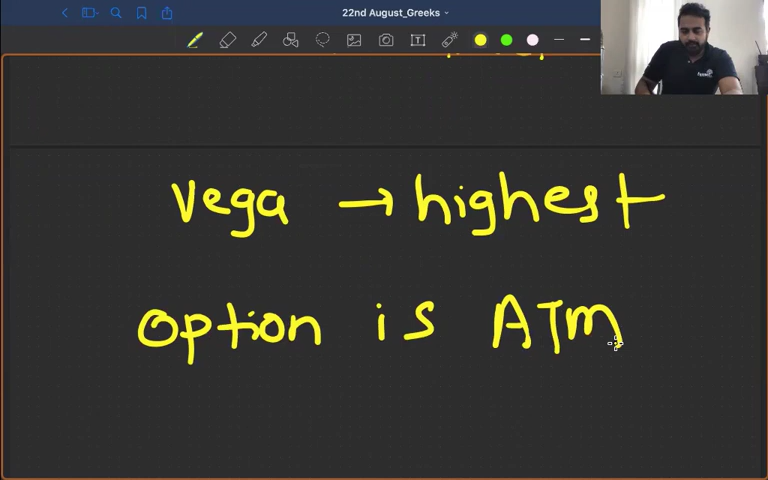 22nd August_Greeks
vega → highest
option is ATM